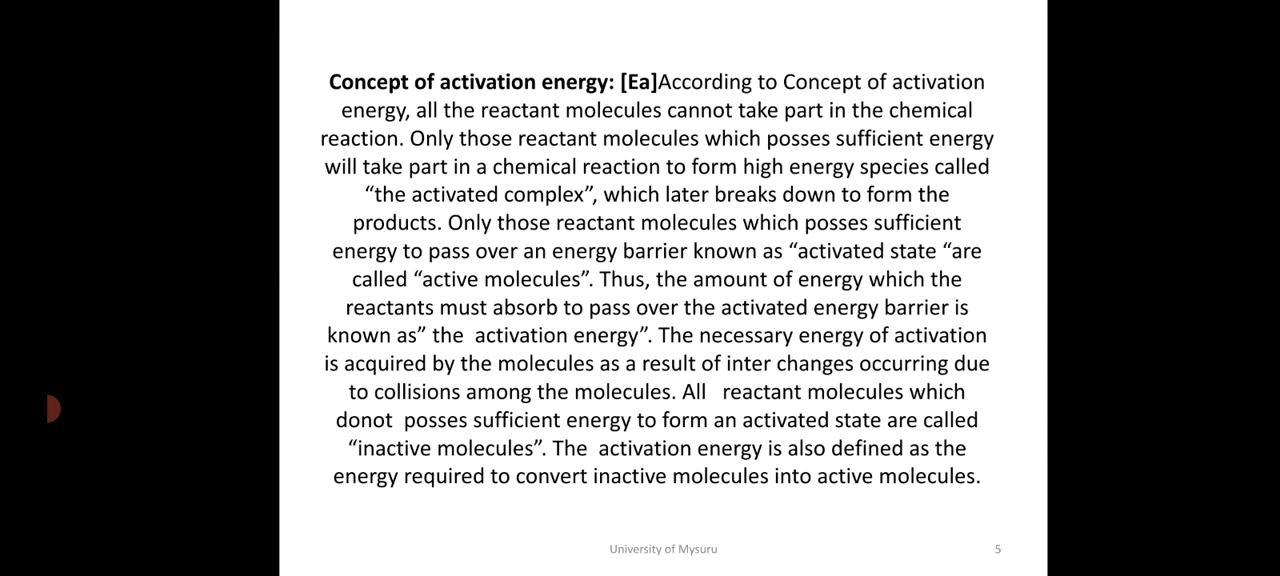 Concept of activation energy: [Ea]According to Concept of activation
energy, all the reactant molecules cannot take part in the chemical
reaction. Only those reactant molecules which posses sufficient energy
will take part in a chemical reaction to form high energy species called
“the activated complex”, which later breaks down to form the
products. Only those reactant molecules which posses sufficient
energy to pass over an energy barrier known as “activated state “are
called “active molecules”. Thus, the amount of energy which the
reactants must absorb to pass over the activated energy barrier is
known as” the  activation energy”. The necessary energy of activation
is acquired by the molecules as a result of inter changes occurring due
to collisions among the molecules. All   reactant molecules which
donot  posses sufficient energy to form an activated state are called
“inactive molecules”. The  activation energy is also defined as the
energy required to convert inactive molecules into active molecules.
University of Mysuru
5